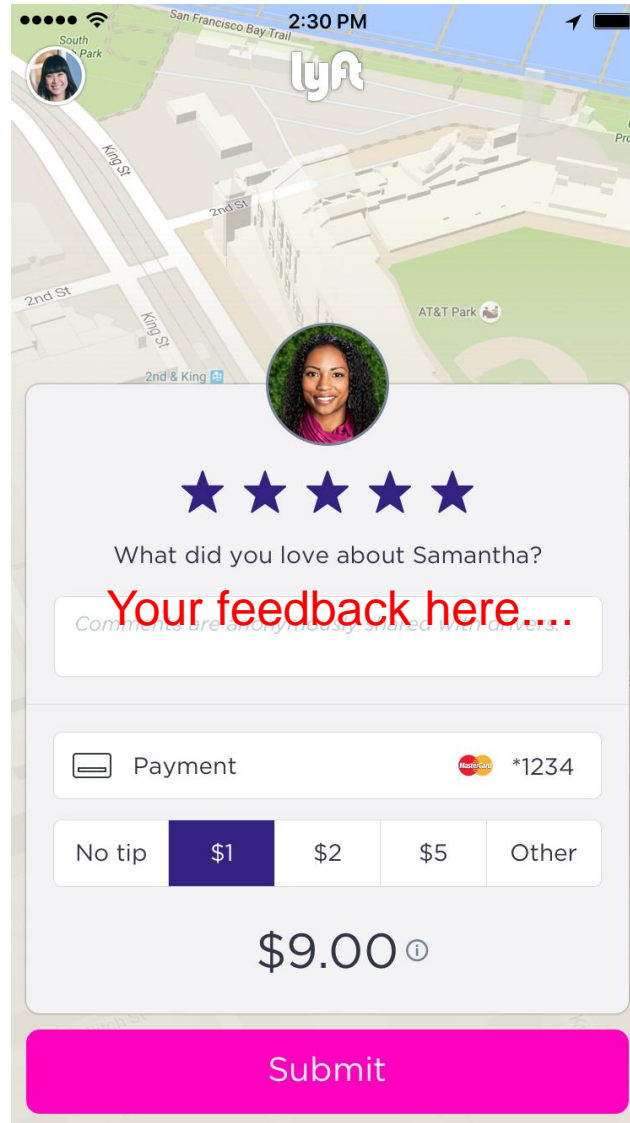 2:30 PM
San Francisco Bay Trail
South
Park
lyft
King St
2nd St
2nd St
King St
AT&T Park
2nd & King
What did you love about Samantha?
Your feedback here....
Comments are anonymously shared with drivers.
Payment
MasterCard
*1234
No tip $1 $2 $5 Other
$9.00
Submit